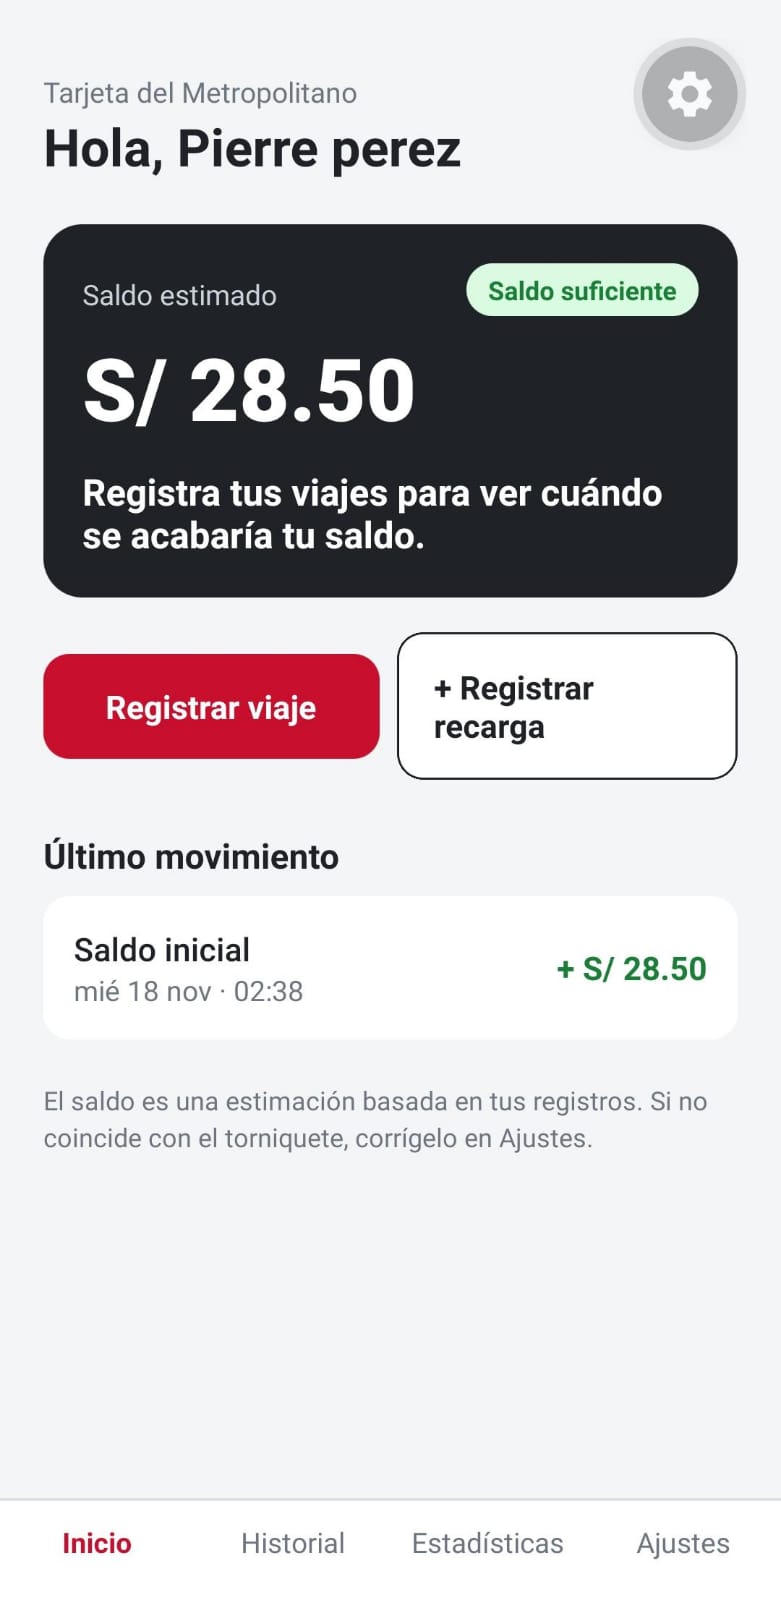 Tarjeta del Metropolitano
Hola, Pierre perez
Saldo estimado
Saldo suficiente
S/ 28.50
Registra tus viajes para ver cuándo
se acabaría tu saldo.
Registrar viaje
+ Registrar
recarga
Último movimiento
Saldo inicial
mié 18 nov · 02:38
+ S/ 28.50
El saldo es una estimación basada en tus registros. Si no
coincide con el torniquete, corrígelo en Ajustes.
Inicio
Historial
Estadísticas
Ajustes